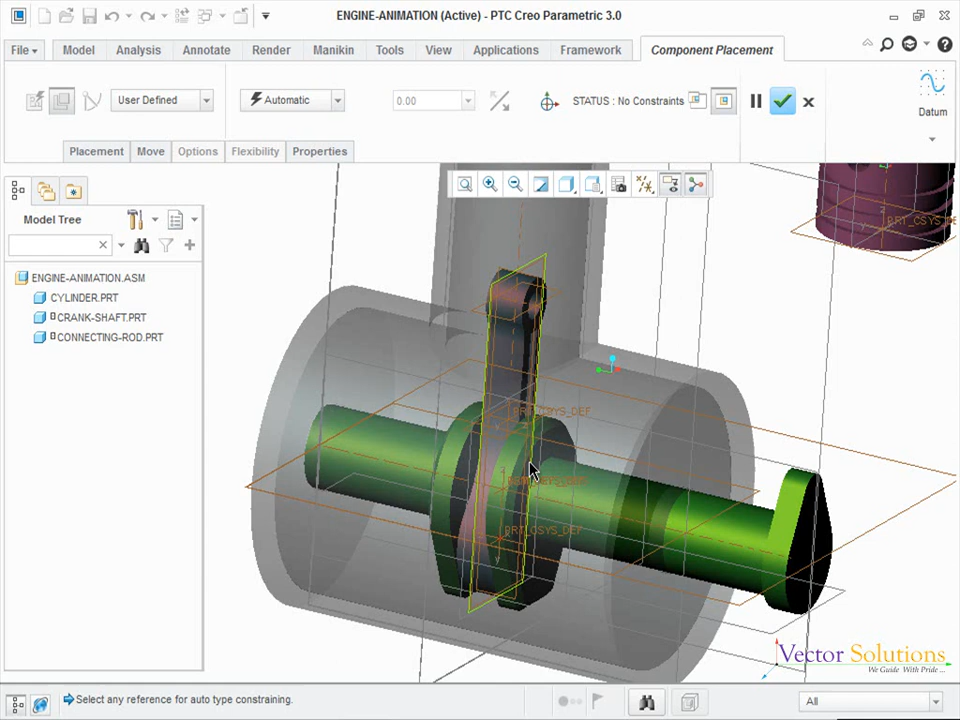 ENGINE-ANIMATION (Active) - PTC Creo Parametric 3.0
File Model Analysis Annotate Render Manikin Tools View Applications Framework Component Placement
User Defined Automatic 0.00 STATUS : No Constraints
Datum
Placement Move Options Flexibility Properties
Model Tree
ENGINE-ANIMATION.ASM
CYLINDER.PRT
CRANK-SHAFT.PRT
CONNECTING-ROD.PRT
PRT_CSYS_DEF
PRT_CSYS_DEF
Vector Solutions
We Guide With Pride ...
Select any reference for auto type constraining.
All